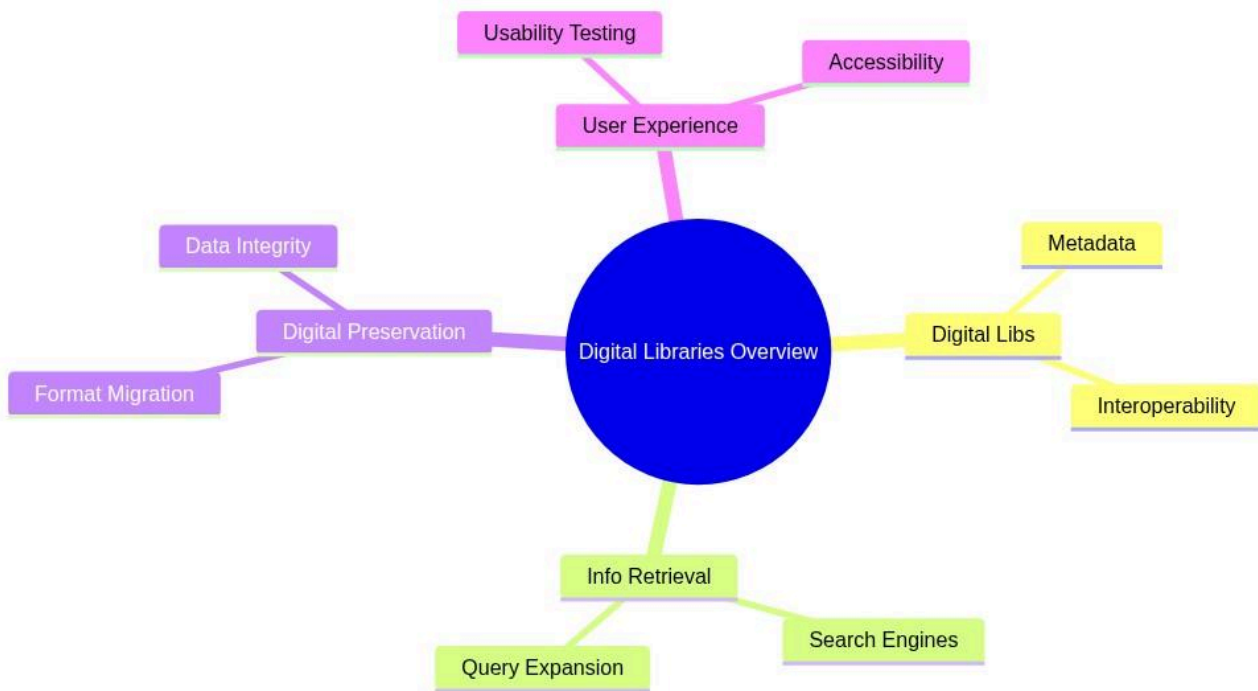 Usability Testing
Accessibility
User Experience
Data Integrity
Metadata
Digital Preservation
Digital Libraries Overview
Digital Libs
Format Migration
Interoperability
Info Retrieval
Search Engines
Query Expansion